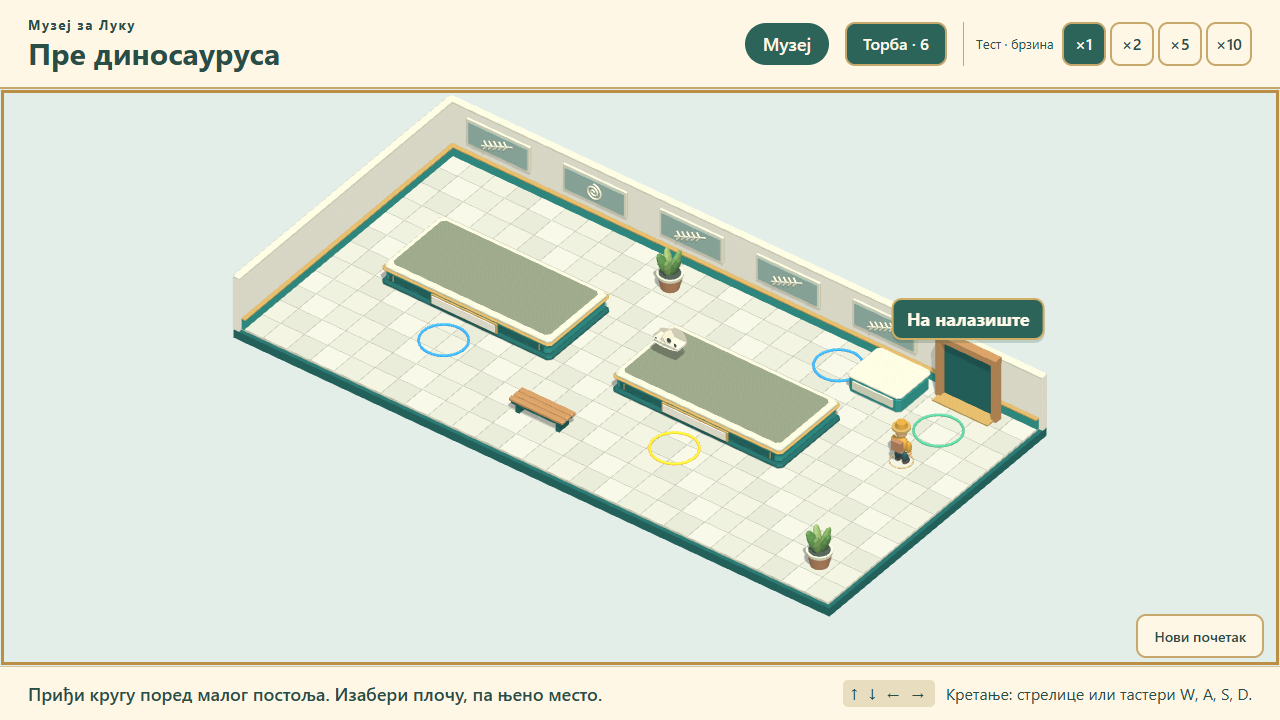 Музеј за Луку
Пре диносауруса
Музеј
Торба · 6
Тест · брзина
×1
×2
×5
×10
На налазиште
Нови почетак
Приђи кругу поред малог постоља. Изабери плочу, па њено место.
↑ ↓ ← →
Кретање: стрелице или тастери W, A, S, D.